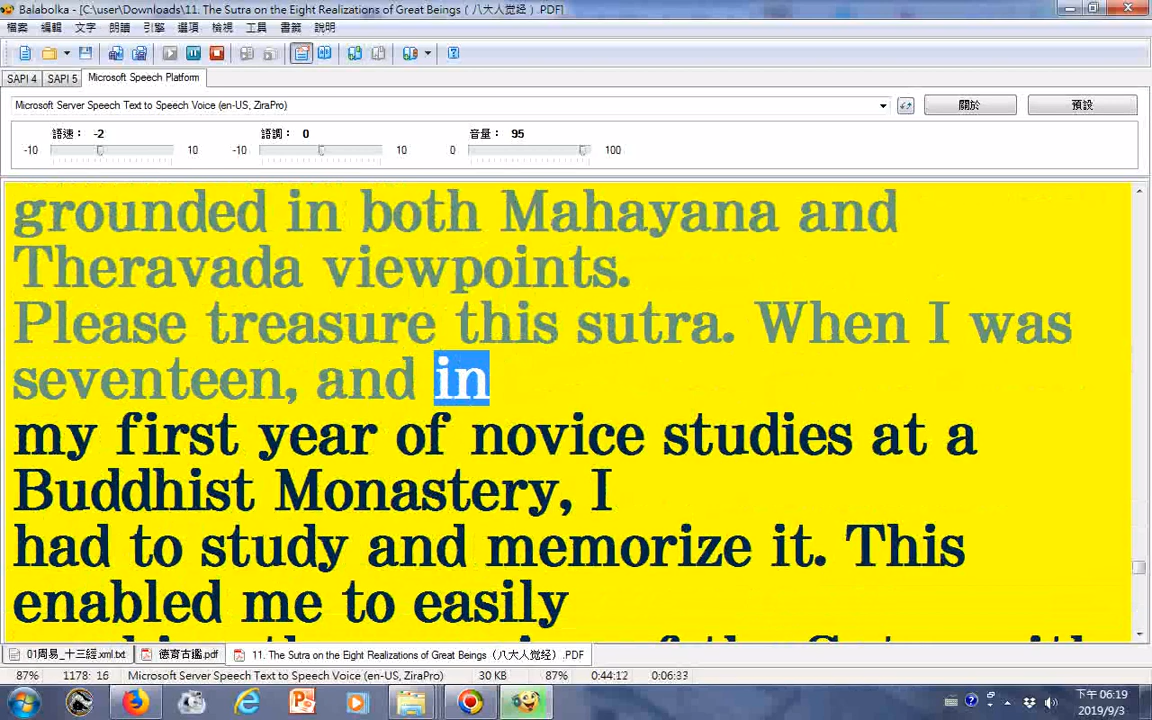 Balabolka - [C:\user\Downloads\11. The Sutra on the Eight Realizations of Great Beings（八大人觉经）.PDF]
檔案 編輯 文字 朗讀 引擎 選項 檢視 工具 書籤 說明
SAPI 4 SAPI 5 Microsoft Speech Platform
Microsoft Server Speech Text to Speech Voice (en-US, ZiraPro) 關於 預設
語速： -2 語調： 0 音量： 95
-10 10 -10 10 0 100
grounded in both Mahayana and
Theravada viewpoints.
Please treasure this sutra. When I was
seventeen, and in
my first year of novice studies at a
Buddhist Monastery, I
had to study and memorize it. This
enabled me to easily
01周易_十三經.xml.txt 德育古鑑.pdf 11. The Sutra on the Eight Realizations of Great Beings（八大人觉经）.PDF
87% 1178: 16 Microsoft Server Speech Text to Speech Voice (en-US, ZiraPro) 30 KB 87% 0:44:12 0:06:33
下午 06:19
2019/9/3